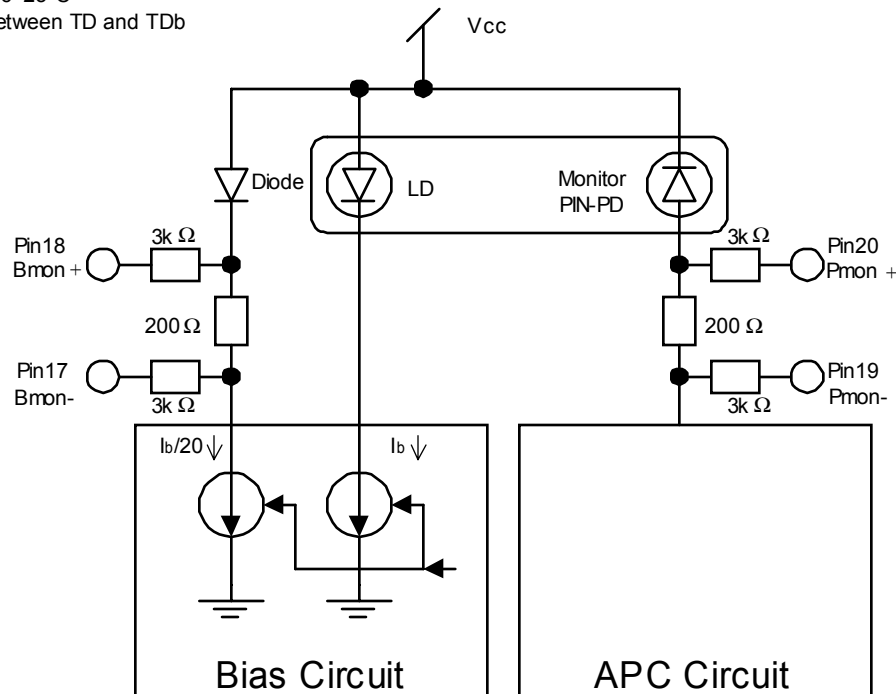 etween TD and TDb
Vcc
Diode
LD
Monitor
PIN-PD
Pin18
Bmon +
3k Ω
3k Ω
Pin20
Pmon +
200 Ω
200 Ω
Pin17
Bmon-
3k Ω
3k Ω
Pin19
Pmon-
Ib/20
Ib
Bias Circuit
APC Circuit